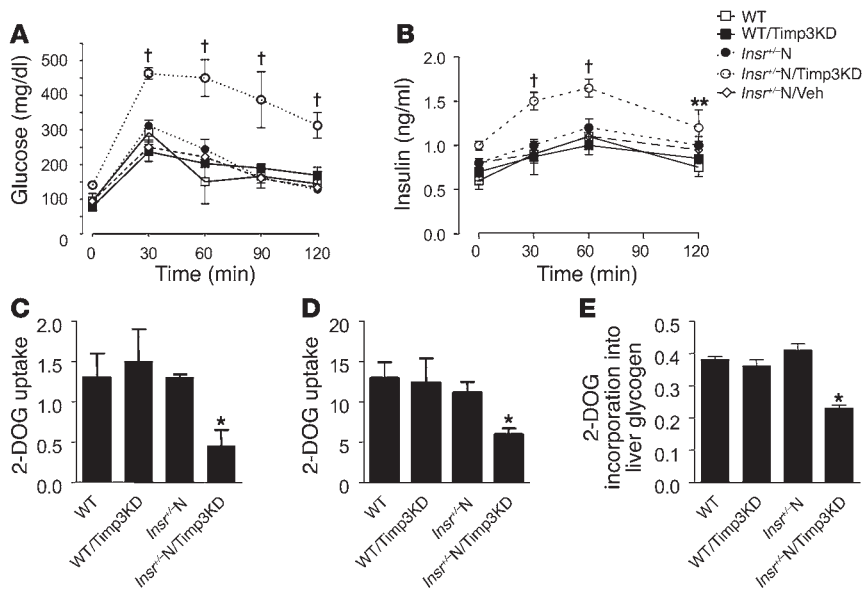 A
Glucose (mg/dl)
500
400
300
200
100
0
†
†
†
†
0
30
60
90
120
Time (min)
B
Insulin (ng/ml)
2.0
1.5
1.0
0.5
0.0
†
†
**
0
30
60
90
120
Time (min)
WT
WT/Timp3KD
Insr+/–N
Insr+/–N/Timp3KD
Insr+/–N/Veh
C
2-DOG uptake
2.0
1.5
1.0
0.5
0.0
*
WT
WT/Timp3KD
Insr+/–N
Insr+/–N/Timp3KD
D
2-DOG uptake
20
15
10
5
0
*
WT
WT/Timp3KD
Insr+/–N
Insr+/–N/Timp3KD
E
2-DOG
incorporation into
liver glycogen
0.5
0.4
0.3
0.2
0.1
0.0
*
WT
WT/Timp3KD
Insr+/–N
Insr+/–N/Timp3KD